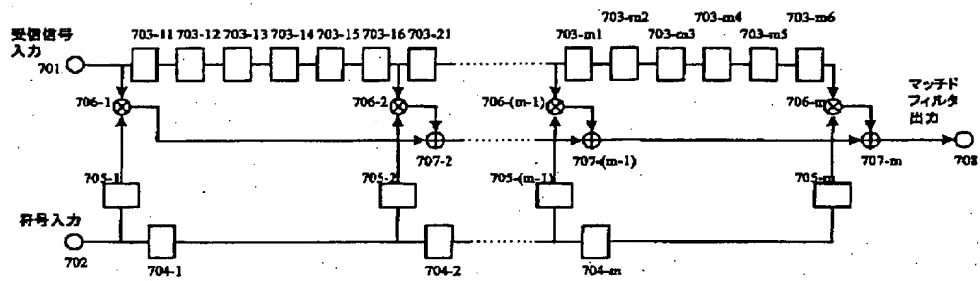 受信信号
入力
701
703-11 703-12 703-13 703-14 703-15 703-16 703-21
703-m1
703-m2
703-m3
703-m4
703-m5
703-m6
706-1
706-2
706-(m-1)
706-m
マッチド
フィルタ
出力
707-2
707-(m-1)
707-m
708
705-1
705-2
705-(m-1)
705-m
符号入力
702
704-1
704-2
704-m